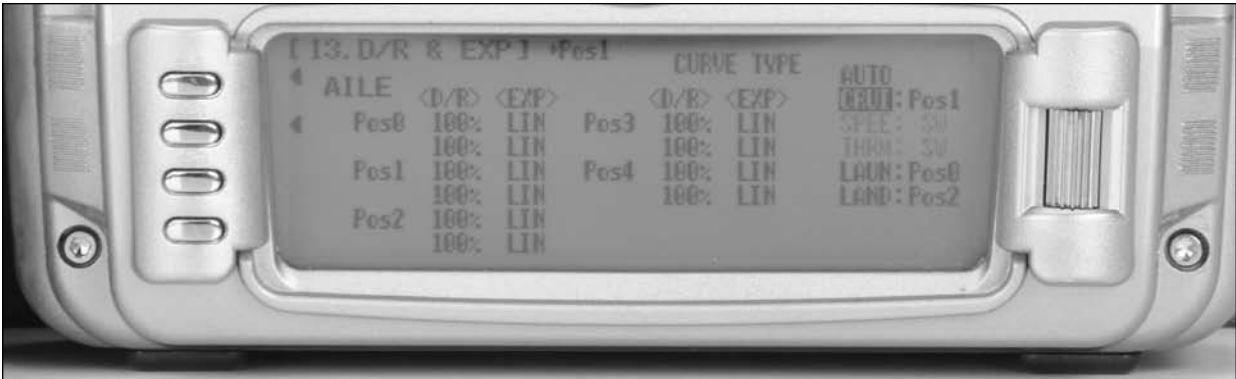 [13.D/R & EXP] Pos1 CURVE TYPE AUTO
AILE <D/R> <EXP> <D/R> <EXP> CRUI:Pos1
Pos0 100% LIN Pos3 100% LIN SPEE: SW
100% LIN 100% LIN THRM: SW
Pos1 100% LIN Pos4 100% LIN LAUN:Pos0
100% LIN 100% LIN LAND:Pos2
Pos2 100% LIN
100% LIN